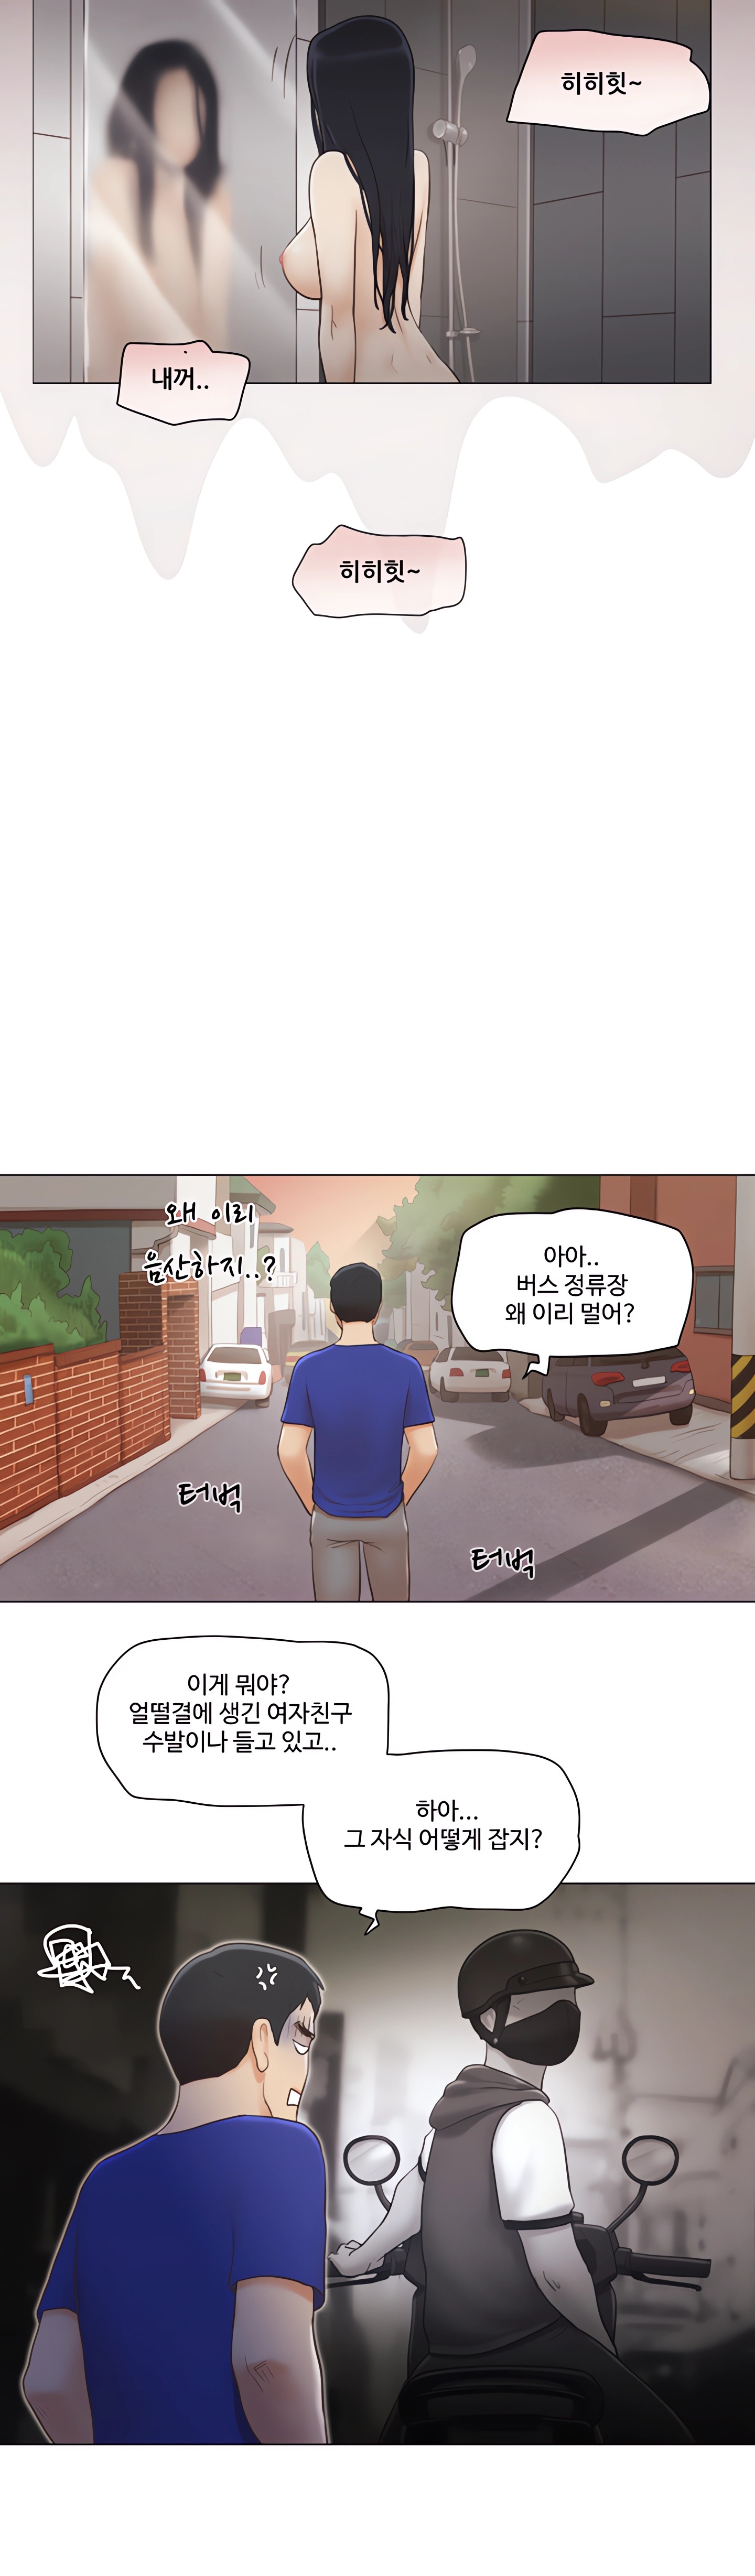 히히힛~
내꺼..
히히힛~
왜 이리
음산하지..?
아아..
버스 정류장
왜 이리 멀어?
터벅
터벅
이게 뭐야?
얼떨결에 생긴 여자친구
수발이나 들고 있고..
하아...
그 자식 어떻게 잡지?